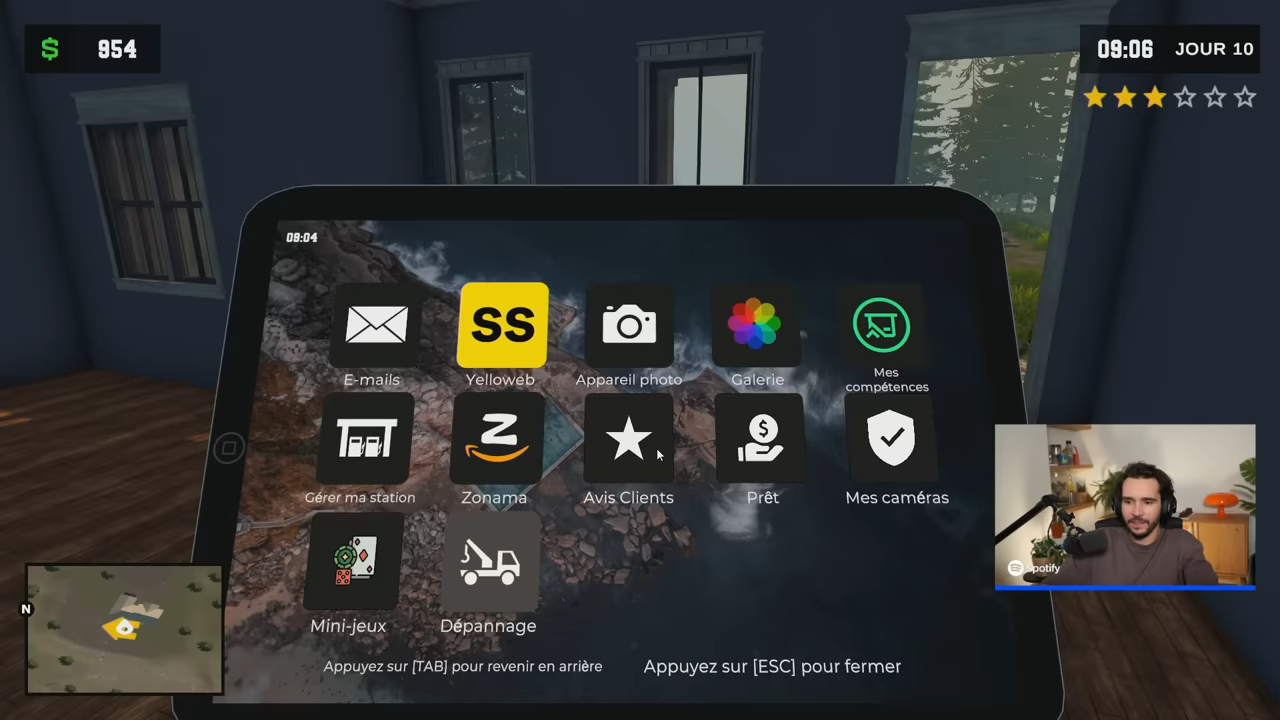 $ 954
09:06 JOUR 10
09:04
SS
E-mails
Yelloweb
Appareil photo
Galerie
Mes
compétences
Z
$
Gérer ma station
Zonama
Avis Clients
Prêt
Mes caméras
Mini-jeux
Dépannage
Appuyez sur [TAB] pour revenir en arrière
Appuyez sur [ESC] pour fermer
N
Spotify